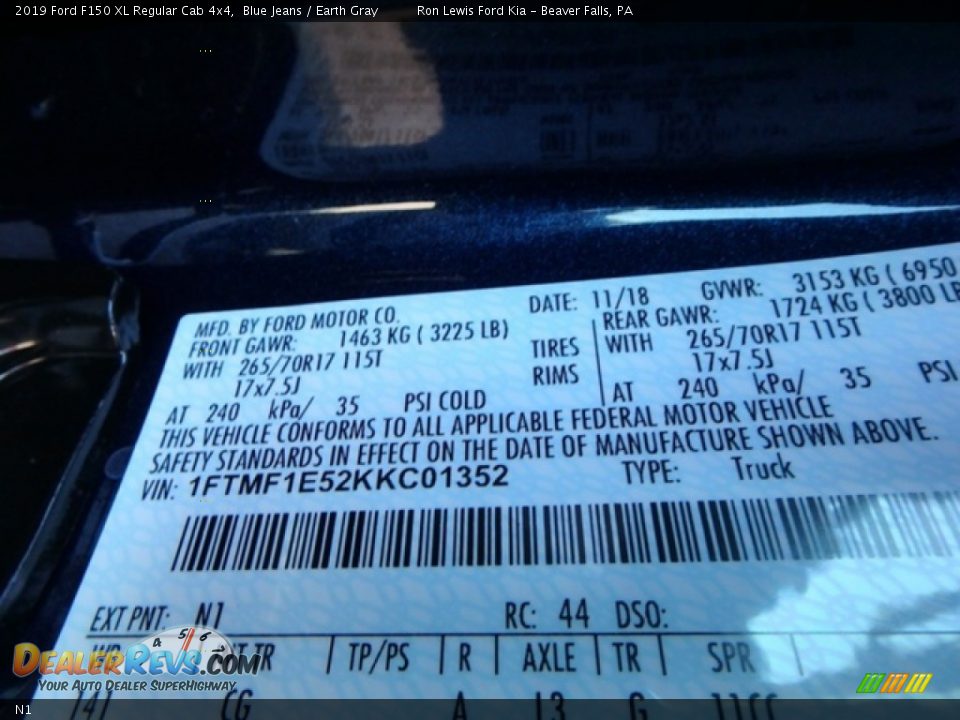 2019 Ford F150 XL Regular Cab 4x4, Blue Jeans / Earth Gray Ron Lewis Ford Kia - Beaver Falls, PA
MFD. BY FORD MOTOR CO. DATE: 11/18 GVWR: 3153 KG ( 6950
FRONT GAWR: 1463 KG ( 3225 LB) REAR GAWR: 1724 KG ( 3800 LB
WITH 265/70R17 115T TIRES WITH 265/70R17 115T
17x7.5J RIMS 17x7.5J
AT 240 kPa/ 35 PSI COLD AT 240 kPa/ 35 PSI
THIS VEHICLE CONFORMS TO ALL APPLICABLE FEDERAL MOTOR VEHICLE
SAFETY STANDARDS IN EFFECT ON THE DATE OF MANUFACTURE SHOWN ABOVE.
VIN: 1FTMF1E52KKC01352 TYPE: Truck
EXT PNT: N1 RC: 44 DSO:
WB TR TP/PS R AXLE TR SPR
141 CG A L3 G
DEALERREVS.COM
YOUR AUTO DEALER SUPERHIGHWAY
N1